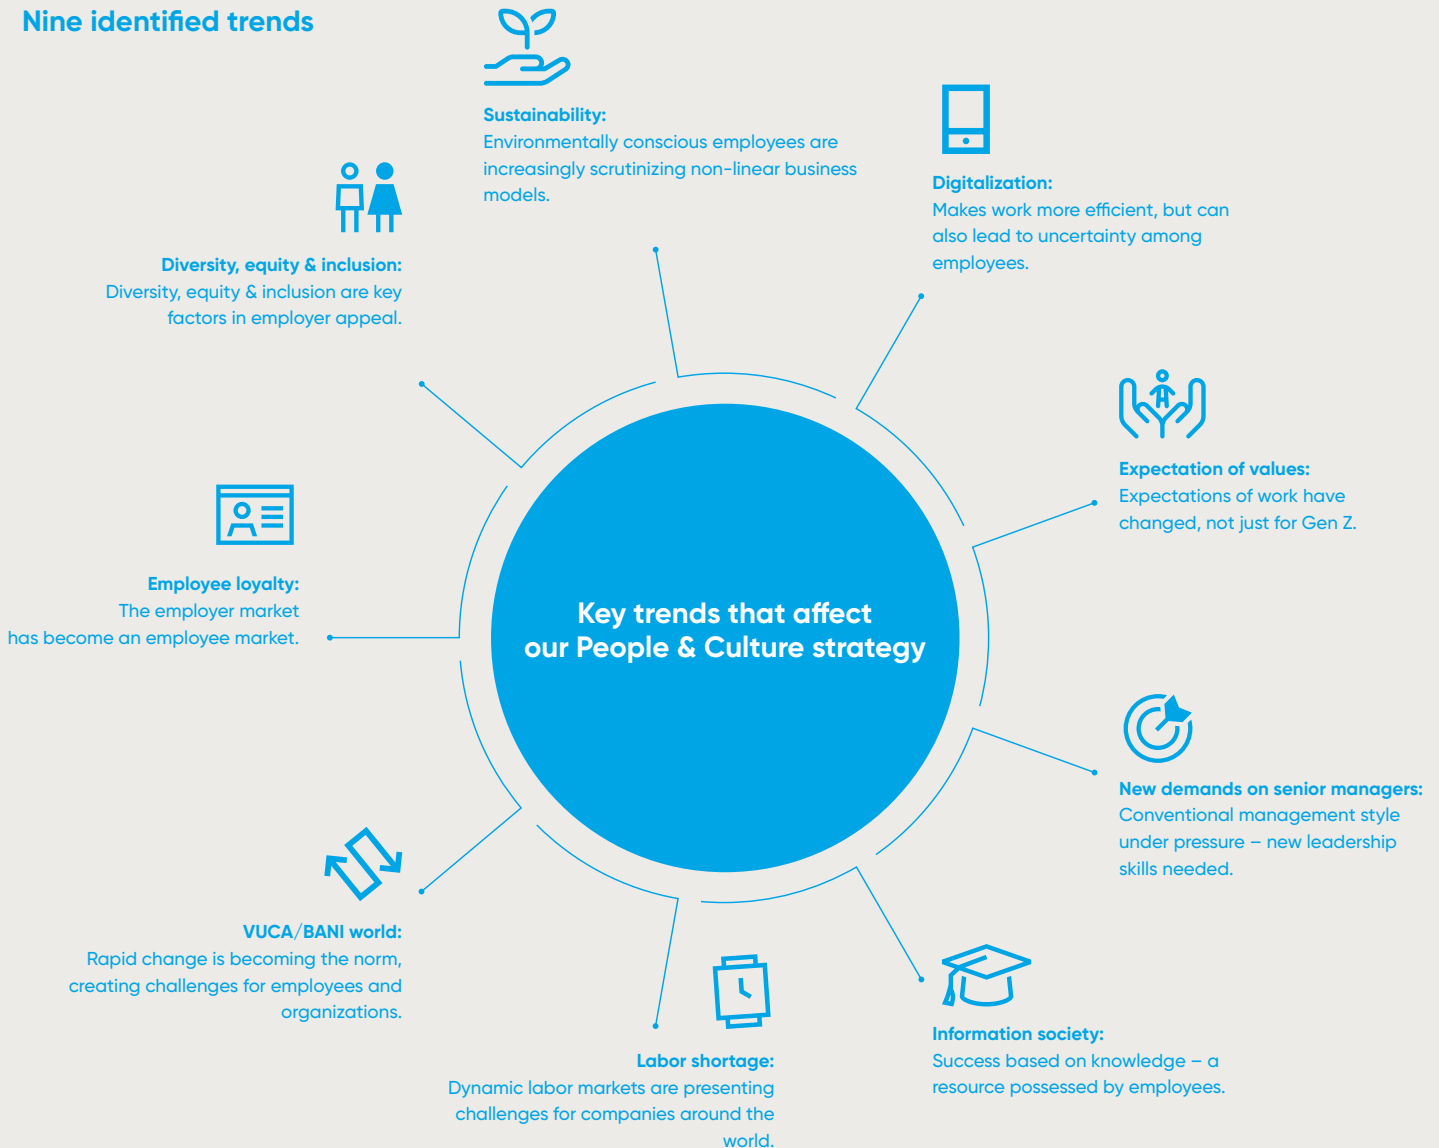 Nine identified trends
Sustainability:
Environmentally conscious employees are
increasingly scrutinizing non-linear business
models.
Digitalization:
Makes work more efficient, but can
also lead to uncertainty among
employees.
Expectation of values:
Expectations of work have
changed, not just for Gen Z.
New demands on senior managers:
Conventional management style
under pressure – new leadership
skills needed.
Information society:
Success based on knowledge – a
resource possessed by employees.
Labor shortage:
Dynamic labor markets are presenting
challenges for companies around the
world.
VUCA/BANI world:
Rapid change is becoming the norm,
creating challenges for employees and
organizations.
Employee loyalty:
The employer market
has become an employee market.
Diversity, equity & inclusion:
Diversity, equity & inclusion are key
factors in employer appeal.
Key trends that affect
our People & Culture strategy